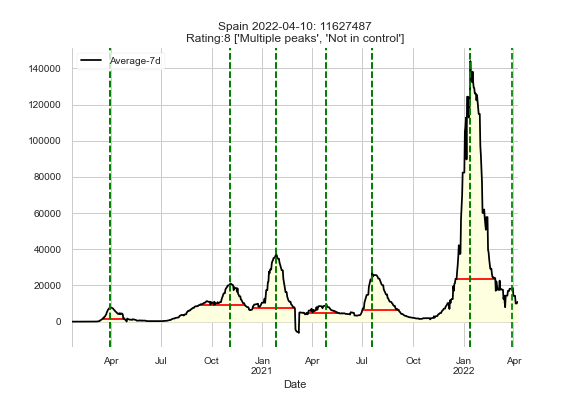 Spain 2022-04-10: 11627487
Rating:8 ['Multiple peaks', 'Not in control']
Average-7d
140000
120000
100000
80000
60000
40000
20000
0
Apr Jul Oct Jan Apr Jul Oct Jan Apr
2021 2022
Date